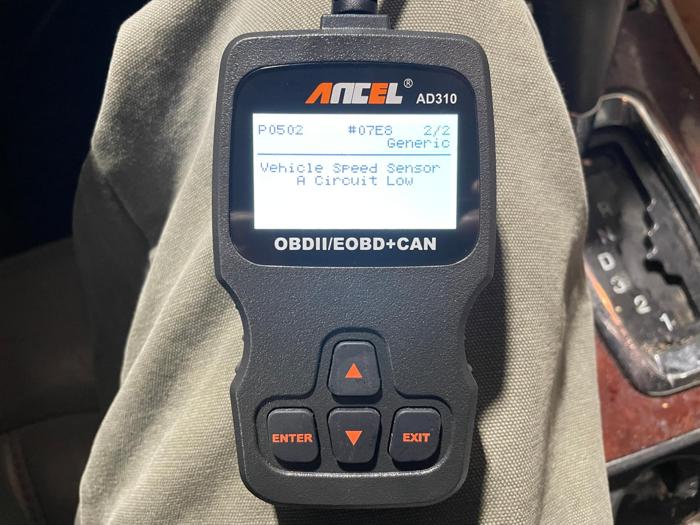 ANCEL® AD310
P0502 #07E8 2/2
Generic
Vehicle Speed Sensor
A Circuit Low
OBDII/EOBD+CAN
ENTER
EXIT
R
N
D
3
2
1